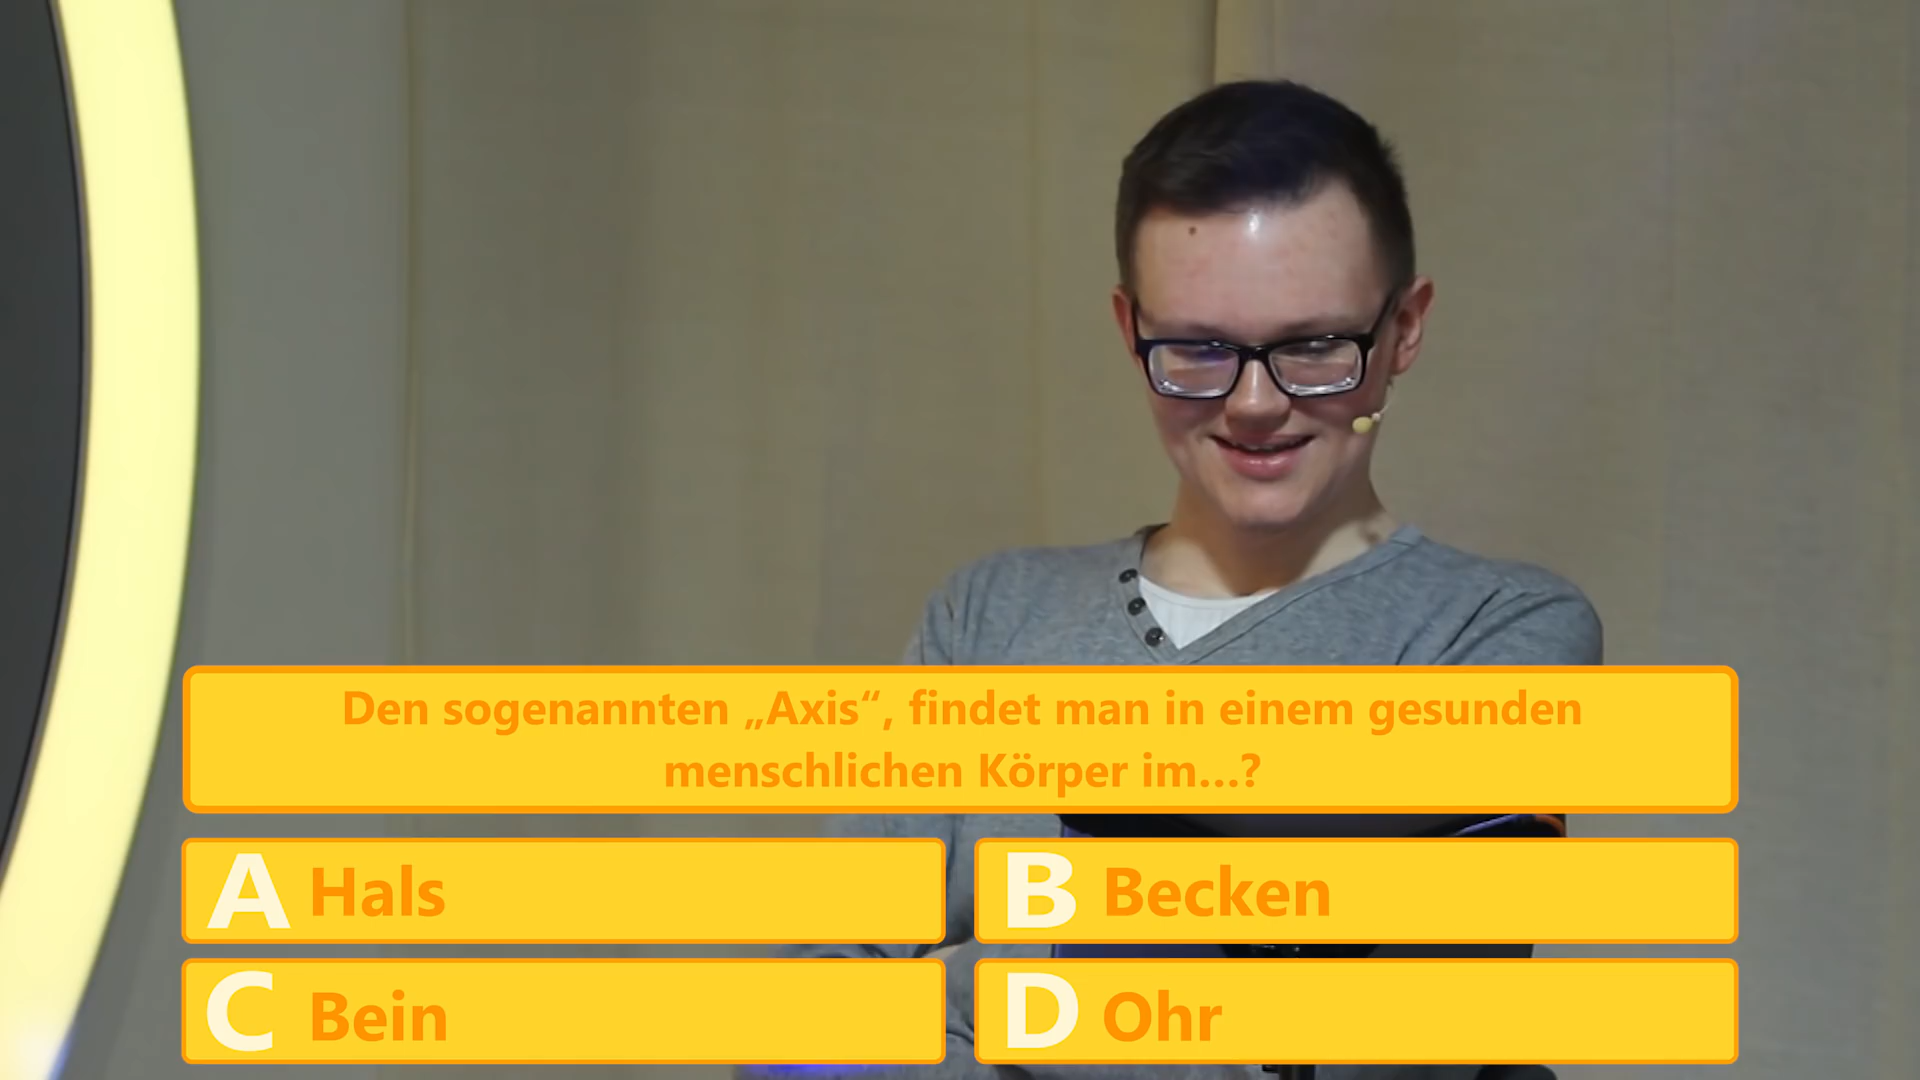 Den sogenannten „Axis“, findet man in einem gesunden
menschlichen Körper im...?
A Hals
B Becken
C Bein
D Ohr